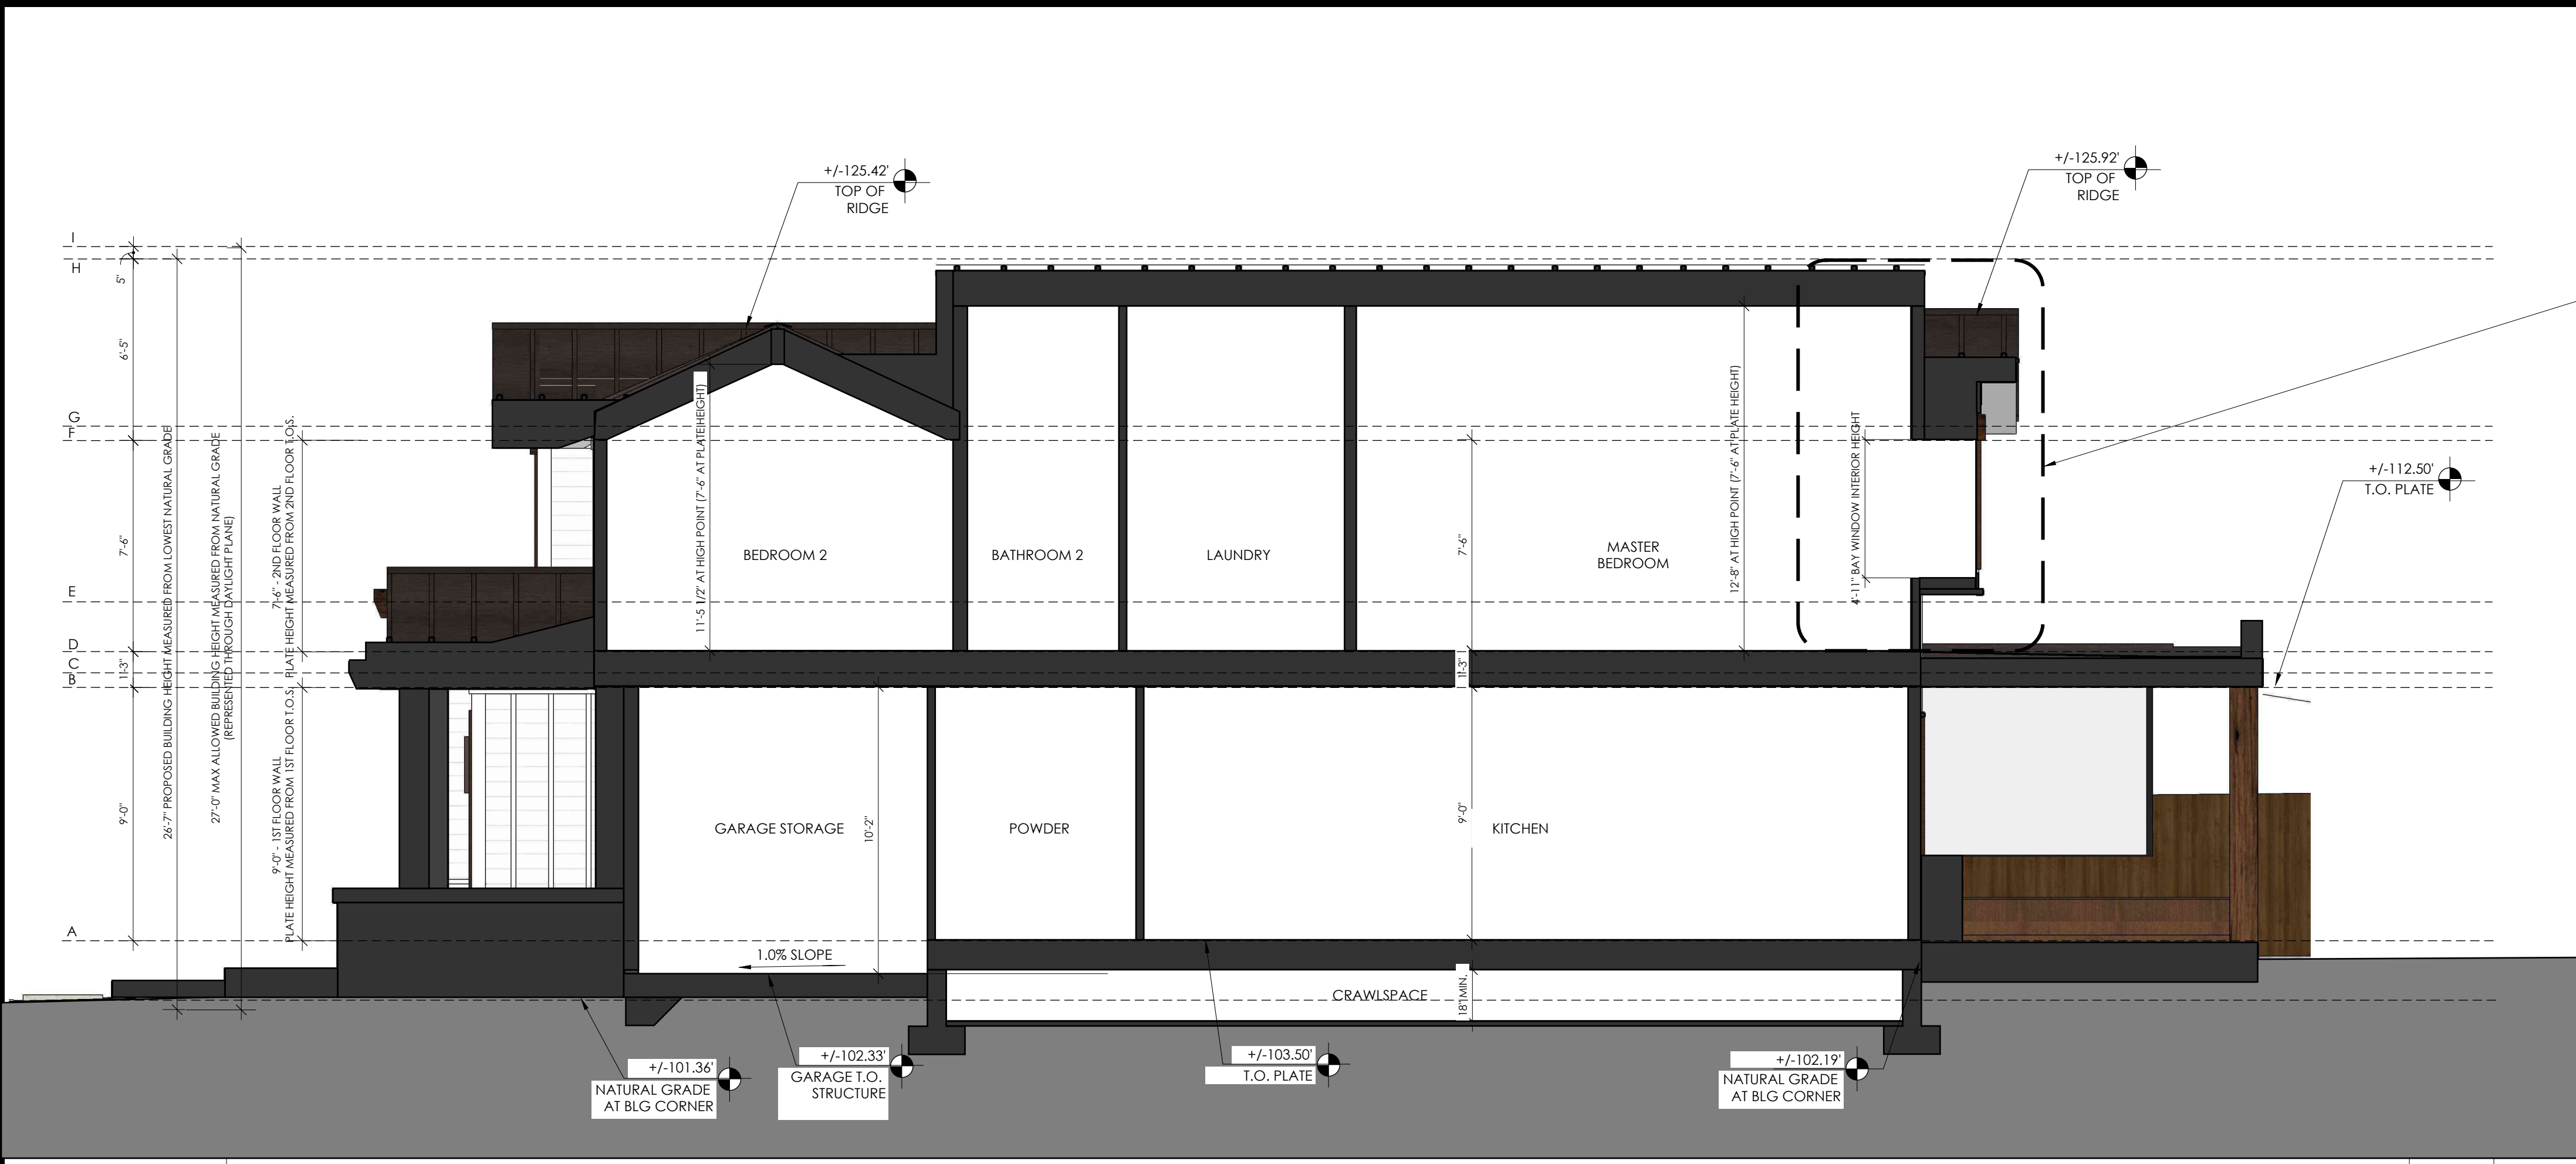 +/-125.42'
TOP OF
RIDGE
+/-125.92'
TOP OF
RIDGE
I
H
5"
6'-5"
G
F
+/-112.50'
T.O. PLATE
26'-7" PROPOSED BUILDING HEIGHT MEASURED FROM LOWEST NATURAL GRADE
27'-0" MAX ALLOWED BUILDING HEIGHT MEASURED FROM NATURAL GRADE
(REPRESENTED THROUGH DAYLIGHT PLANE)
7'-6" - 2ND FLOOR WALL
PLATE HEIGHT MEASURED FROM 2ND FLOOR T.O.S.
7'-6"
11'-5 1/2" AT HIGH POINT (7'-6" AT PLATE HEIGHT)
BEDROOM 2
BATHROOM 2
LAUNDRY
7'-6"
MASTER
BEDROOM
12'-8" AT HIGH POINT (7'-6" AT PLATE HEIGHT)
4'-11" BAY WINDOW INTERIOR HEIGHT
E
D
C
B
1'-3"
1'-3"
9'-0"
9'-0" - 1ST FLOOR WALL
PLATE HEIGHT MEASURED FROM 1ST FLOOR T.O.S.
GARAGE STORAGE
10'-2"
POWDER
9'-0"
KITCHEN
A
1.0% SLOPE
CRAWLSPACE
18" MIN.
+/-101.36'
NATURAL GRADE
AT BLG CORNER
+/-102.33'
GARAGE T.O.
STRUCTURE
+/-103.50'
T.O. PLATE
+/-102.19'
NATURAL GRADE
AT BLG CORNER